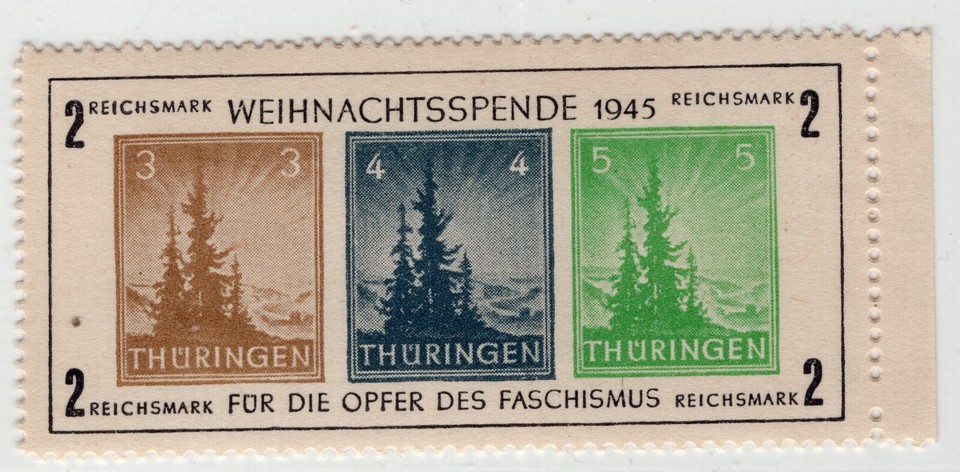 2 REICHSMARK WEIHNACHTSSPENDE 1945 REICHSMARK 2
3 3 4 4 5 5
THÜRINGEN THÜRINGEN THÜRINGEN
2 REICHSMARK FÜR DIE OPFER DES FASCHISMUS REICHSMARK 2